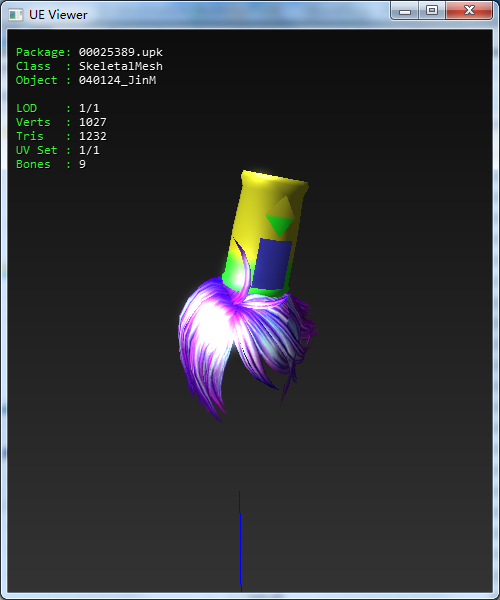 UE Viewer
Package: 00025389.upk
Class : SkeletalMesh
Object : 040124_JinM
LOD : 1/1
Verts : 1027
Tris : 1232
UV Set : 1/1
Bones : 9